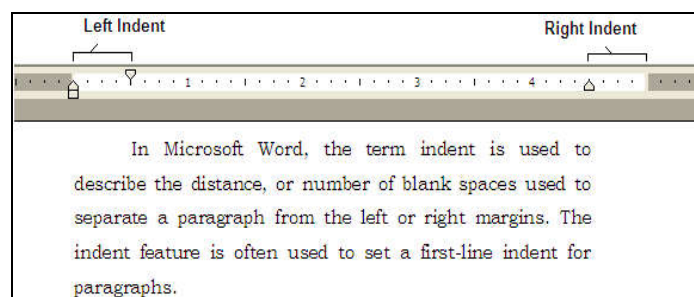 Left Indent Right Indent
1 2 3 4
In Microsoft Word, the term indent is used to
describe the distance, or number of blank spaces used to
separate a paragraph from the left or right margins. The
indent feature is often used to set a first-line indent for
paragraphs.